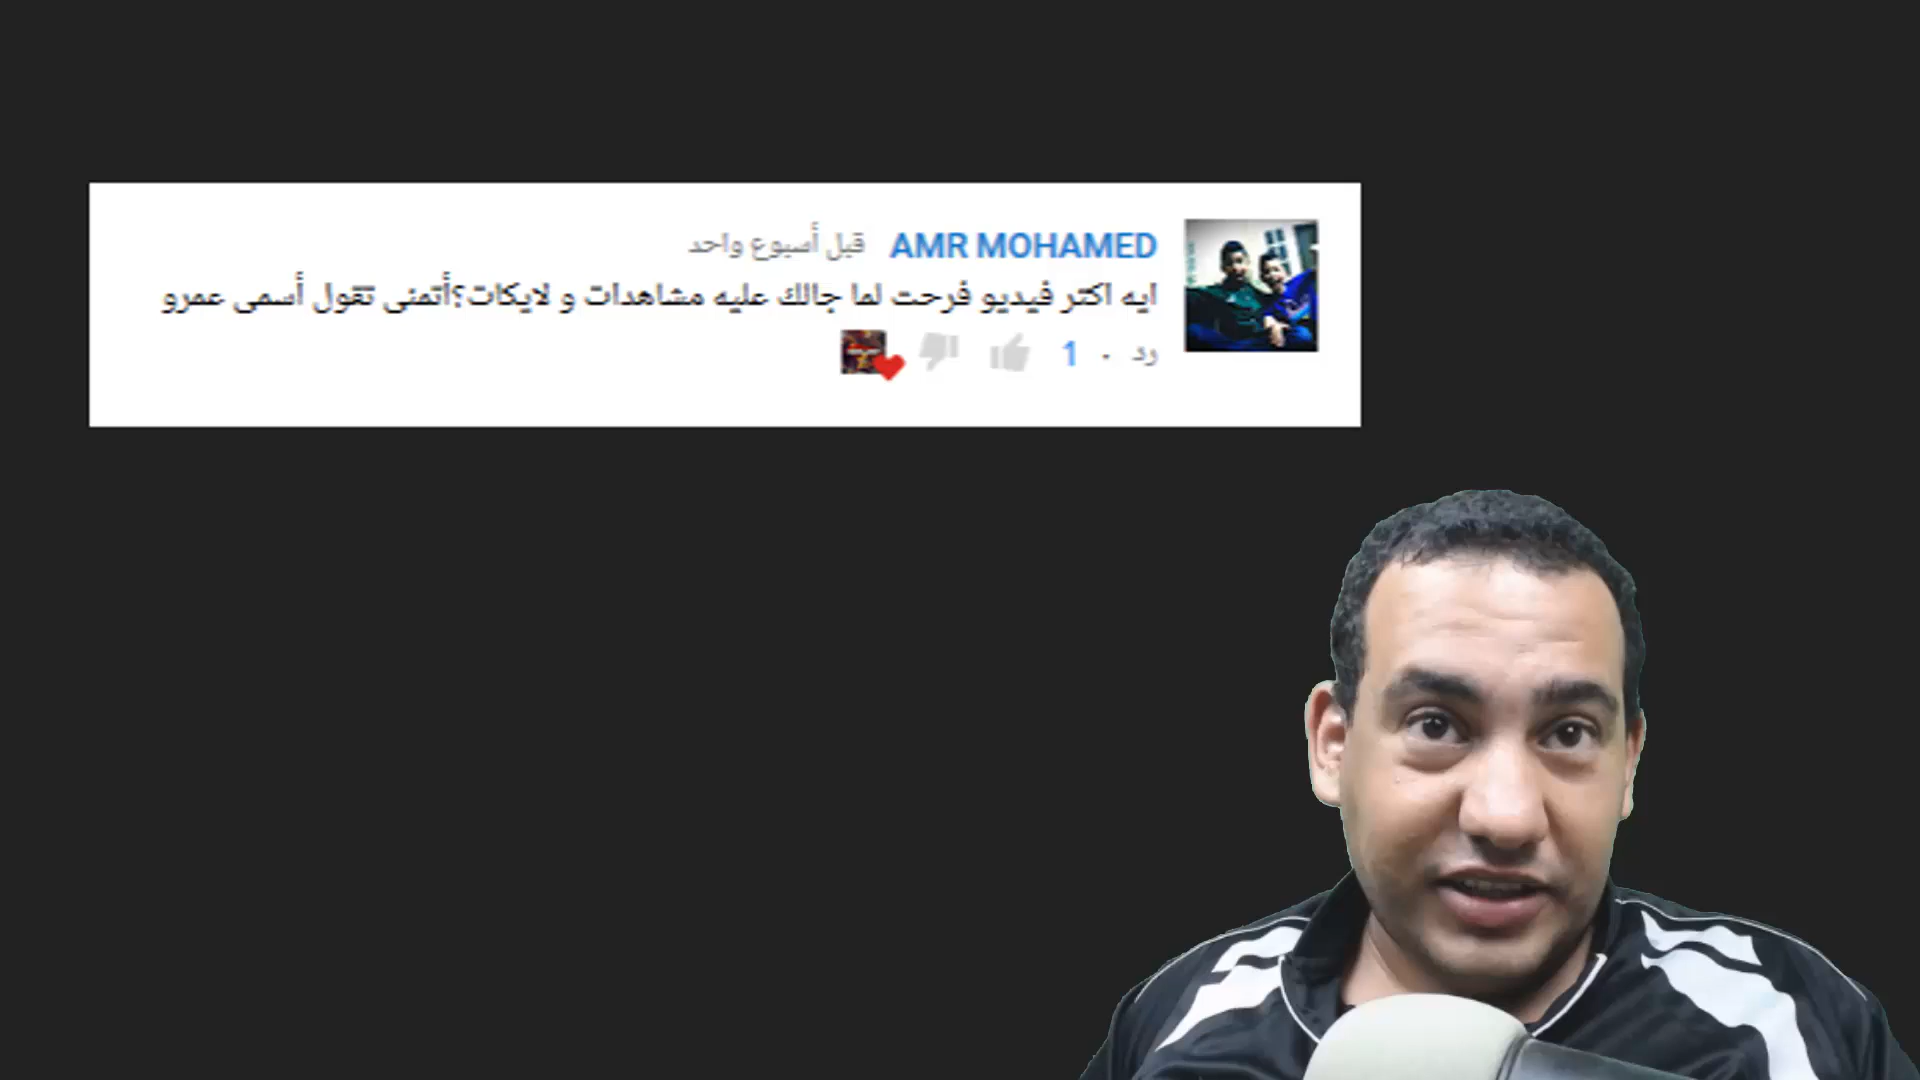 AMR MOHAMED قبل أسبوع واحد
ايه اكتر فيديو فرحت لما جالك عليه مشاهدات و لايكات؟أتمنى تقول أسمى عمرو
رد · 1